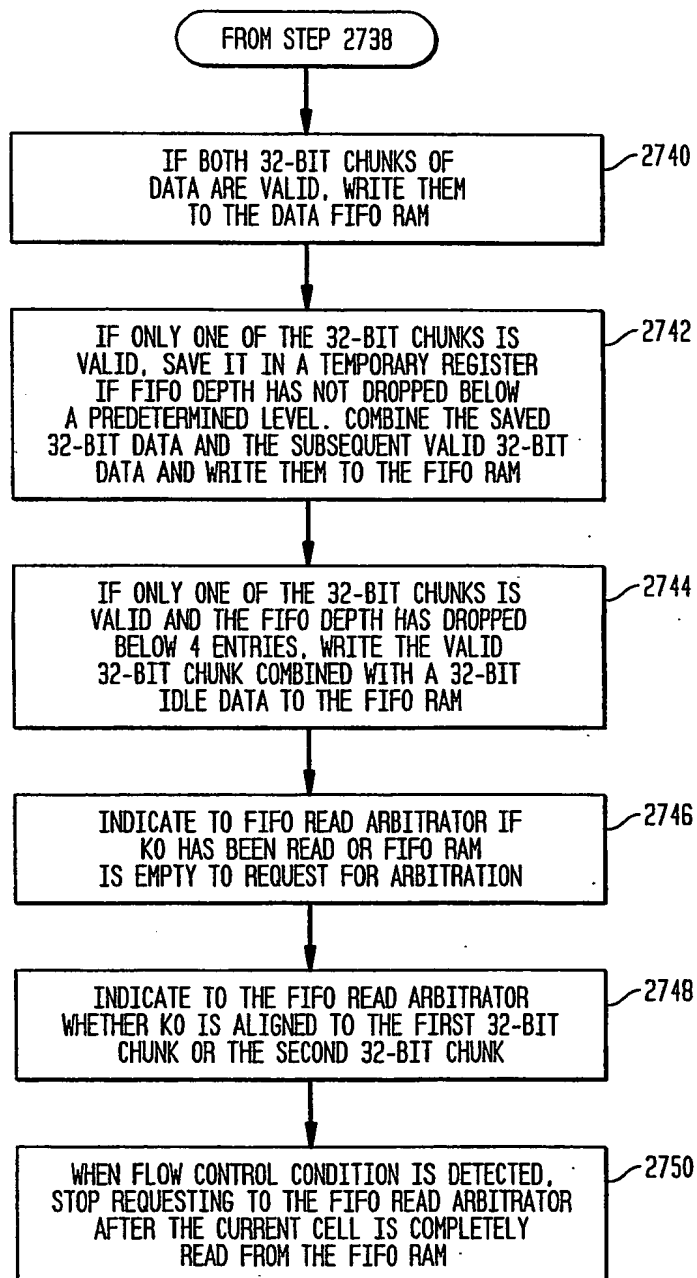 FROM STEP 2738
IF BOTH 32-BIT CHUNKS OF
DATA ARE VALID, WRITE THEM
TO THE DATA FIFO RAM
2740
IF ONLY ONE OF THE 32-BIT CHUNKS IS
VALID, SAVE IT IN A TEMPORARY REGISTER
IF FIFO DEPTH HAS NOT DROPPED BELOW
A PREDETERMINED LEVEL. COMBINE THE SAVED
32-BIT DATA AND THE SUBSEQUENT VALID 32-BIT
DATA AND WRITE THEM TO THE FIFO RAM
2742
IF ONLY ONE OF THE 32-BIT CHUNKS IS
VALID AND THE FIFO DEPTH HAS DROPPED
BELOW 4 ENTRIES, WRITE THE VALID
32-BIT CHUNK COMBINED WITH A 32-BIT
IDLE DATA TO THE FIFO RAM
2744
INDICATE TO FIFO READ ARBITRATOR IF
K0 HAS BEEN READ OR FIFO RAM
IS EMPTY TO REQUEST FOR ARBITRATION
2746
INDICATE TO THE FIFO READ ARBITRATOR
WHETHER K0 IS ALIGNED TO THE FIRST 32-BIT
CHUNK OR THE SECOND 32-BIT CHUNK
2748
WHEN FLOW CONTROL CONDITION IS DETECTED,
STOP REQUESTING TO THE FIFO READ ARBITRATOR
AFTER THE CURRENT CELL IS COMPLETELY
READ FROM THE FIFO RAM
2750